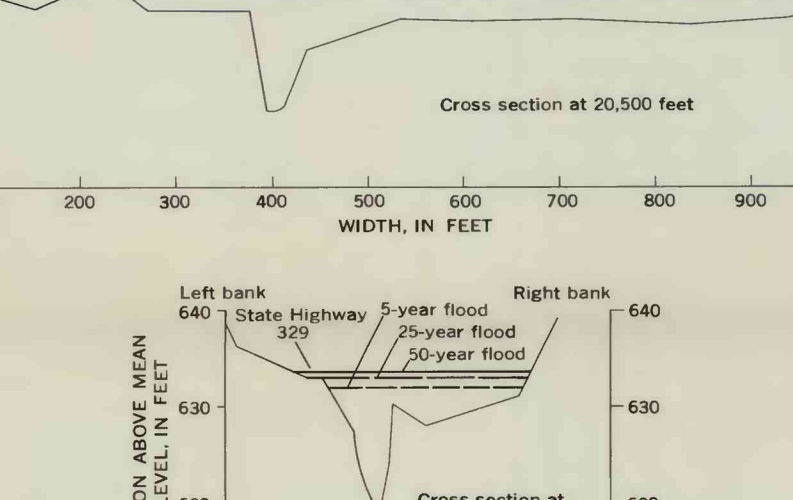 Cross section at 20,500 feet
200 300 400 500 600 700 800 900
WIDTH, IN FEET
Left bank
Right bank
640
State Highway
329
5-year flood
25-year flood
50-year flood
640
630
630
ON ABOVE MEAN
LEVEL, IN FEET
Cross section at